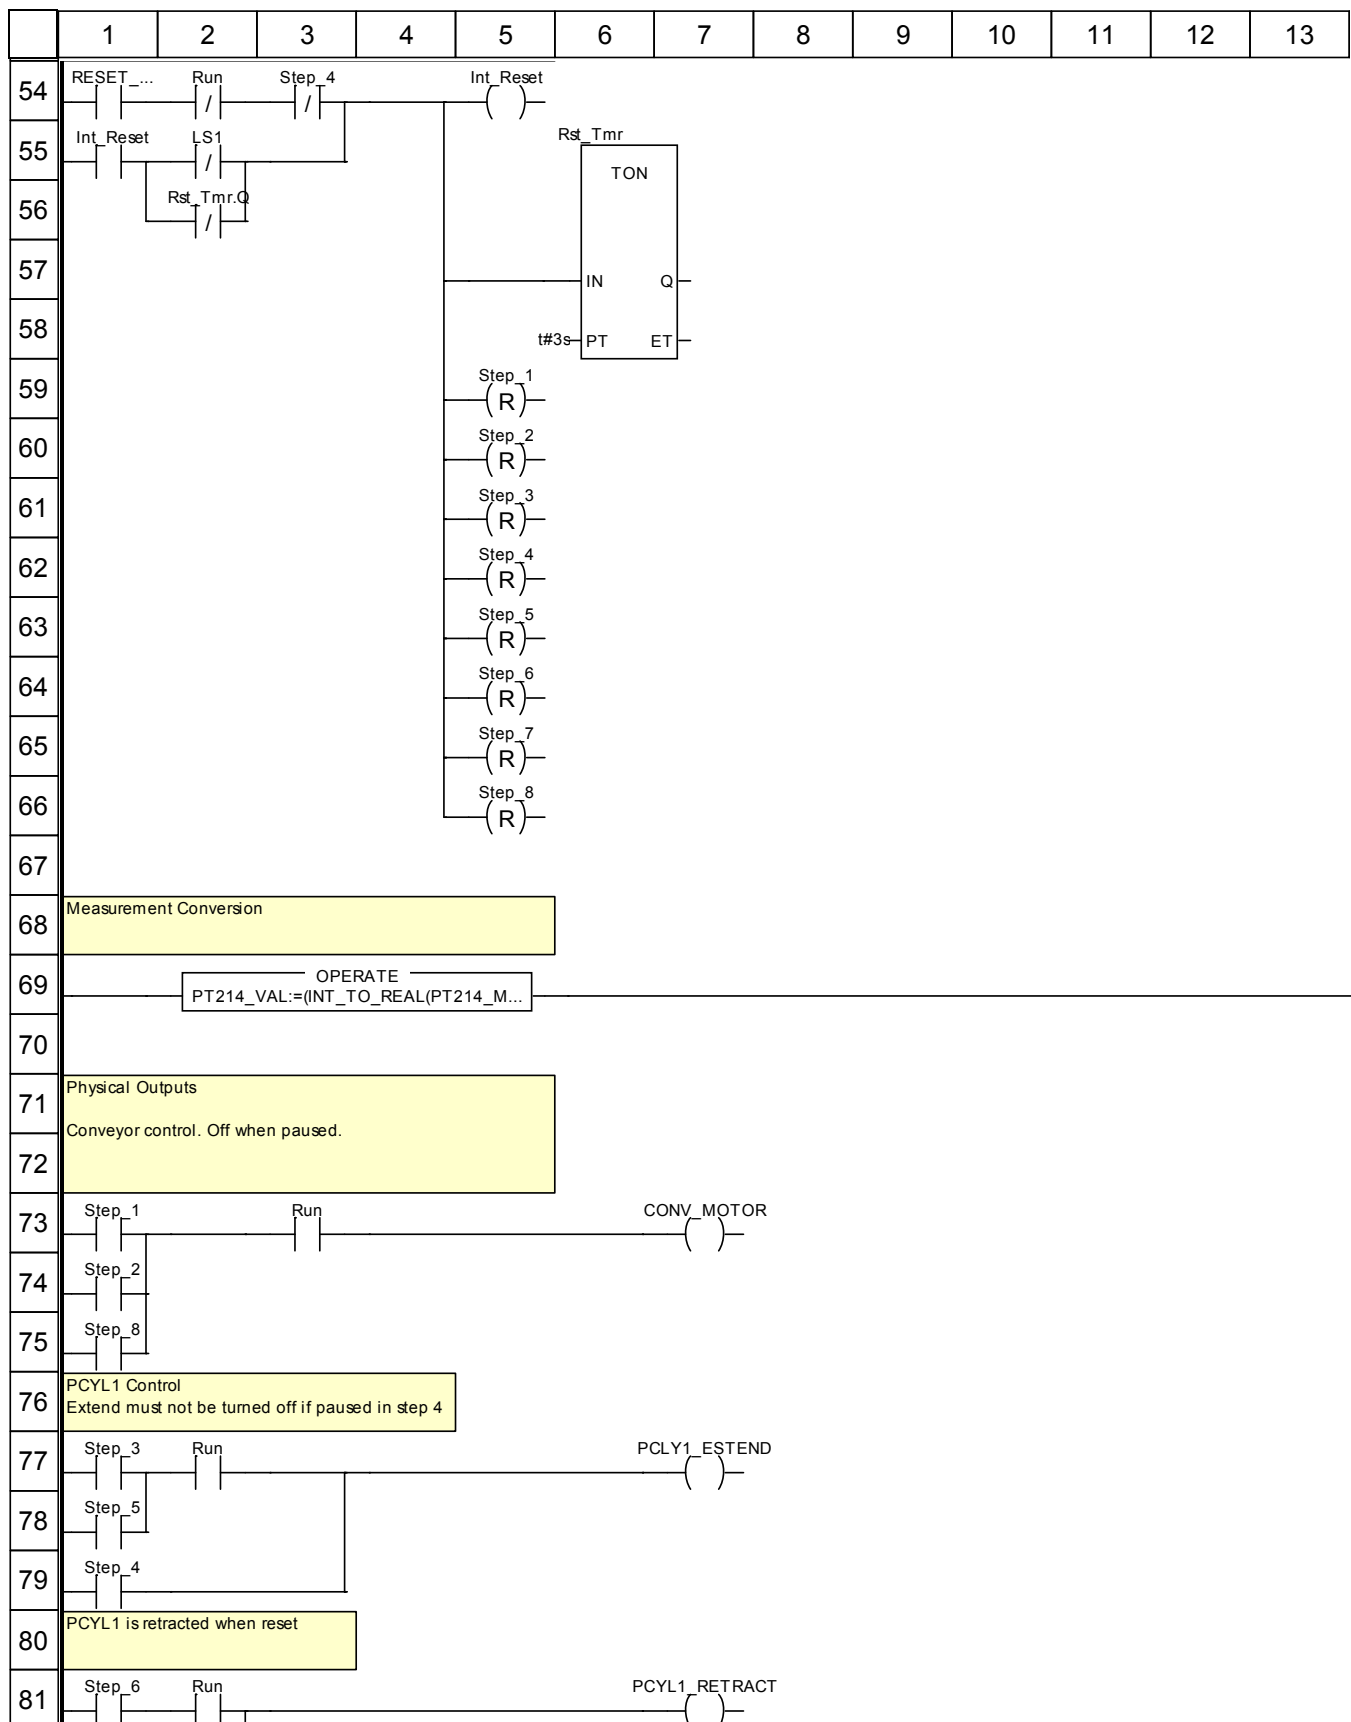 1 2 3 4 5 6 7 8 9 10 11 12 13
54 RESET_... Run Step_4 Int_Reset
/ /
55 Int_Reset LS1 Rst_Tmr
/ TON
56 Rst_Tmr.Q
/
57 IN Q
58 t#3s PT ET
59 Step_1
R
60 Step_2
R
61 Step_3
R
62 Step_4
R
63 Step_5
R
64 Step_6
R
65 Step_7
R
66 Step_8
R
67
68 Measurement Conversion
69 OPERATE
PT214_VAL:=(INT_TO_REAL(PT214_M...
70
71 Physical Outputs
Conveyor control. Off when paused.
72
73 Step_1 Run CONV_MOTOR
74 Step_2
75 Step_8
76 PCYL1 Control
Extend must not be turned off if paused in step 4
77 Step_3 Run PCLY1_ESTEND
78 Step_5
79 Step_4
80 PCYL1 is retracted when reset
81 Step_6 Run PCYL1_RETRACT